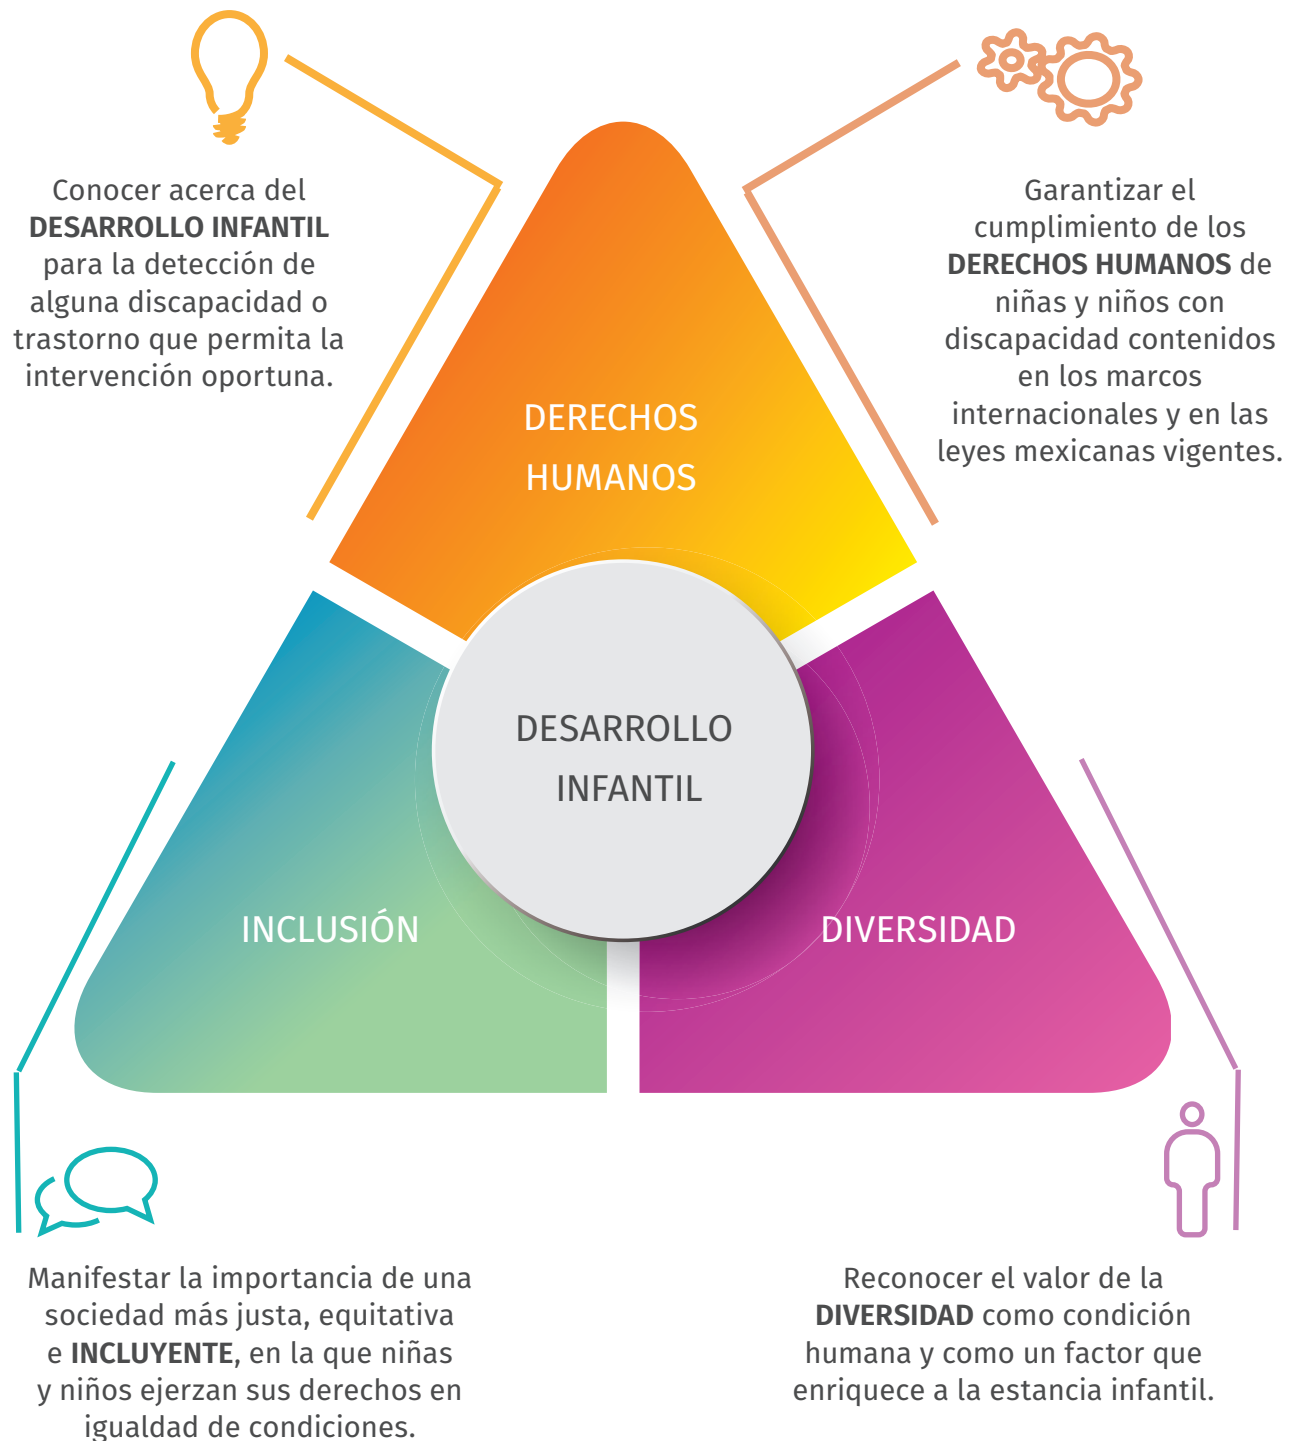 Conocer acerca del
DESARROLLO INFANTIL
para la detección de
alguna discapacidad o
trastorno que permita la
intervención oportuna.
Garantizar el
cumplimiento de los
DERECHOS HUMANOS de
niñas y niños con
discapacidad contenidos
en los marcos
internacionales y en las
leyes mexicanas vigentes.
DERECHOS
HUMANOS
DESARROLLO
INFANTIL
INCLUSIÓN
DIVERSIDAD
Manifestar la importancia de una
sociedad más justa, equitativa
e INCLUYENTE, en la que niñas
y niños ejerzan sus derechos en
igualdad de condiciones.
Reconocer el valor de la
DIVERSIDAD como condición
humana y como un factor que
enriquece a la estancia infantil.